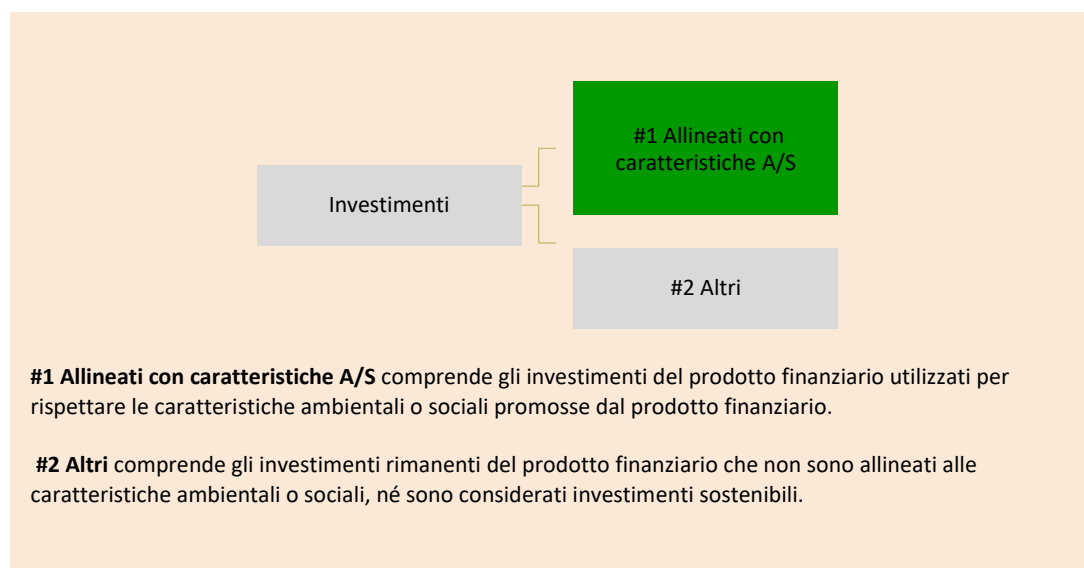 #1 Allineati con
caratteristiche A/S
Investimenti
#2 Altri
#1 Allineati con caratteristiche A/S comprende gli investimenti del prodotto finanziario utilizzati per
rispettare le caratteristiche ambientali o sociali promosse dal prodotto finanziario.
#2 Altri comprende gli investimenti rimanenti del prodotto finanziario che non sono allineati alle
caratteristiche ambientali o sociali, né sono considerati investimenti sostenibili.